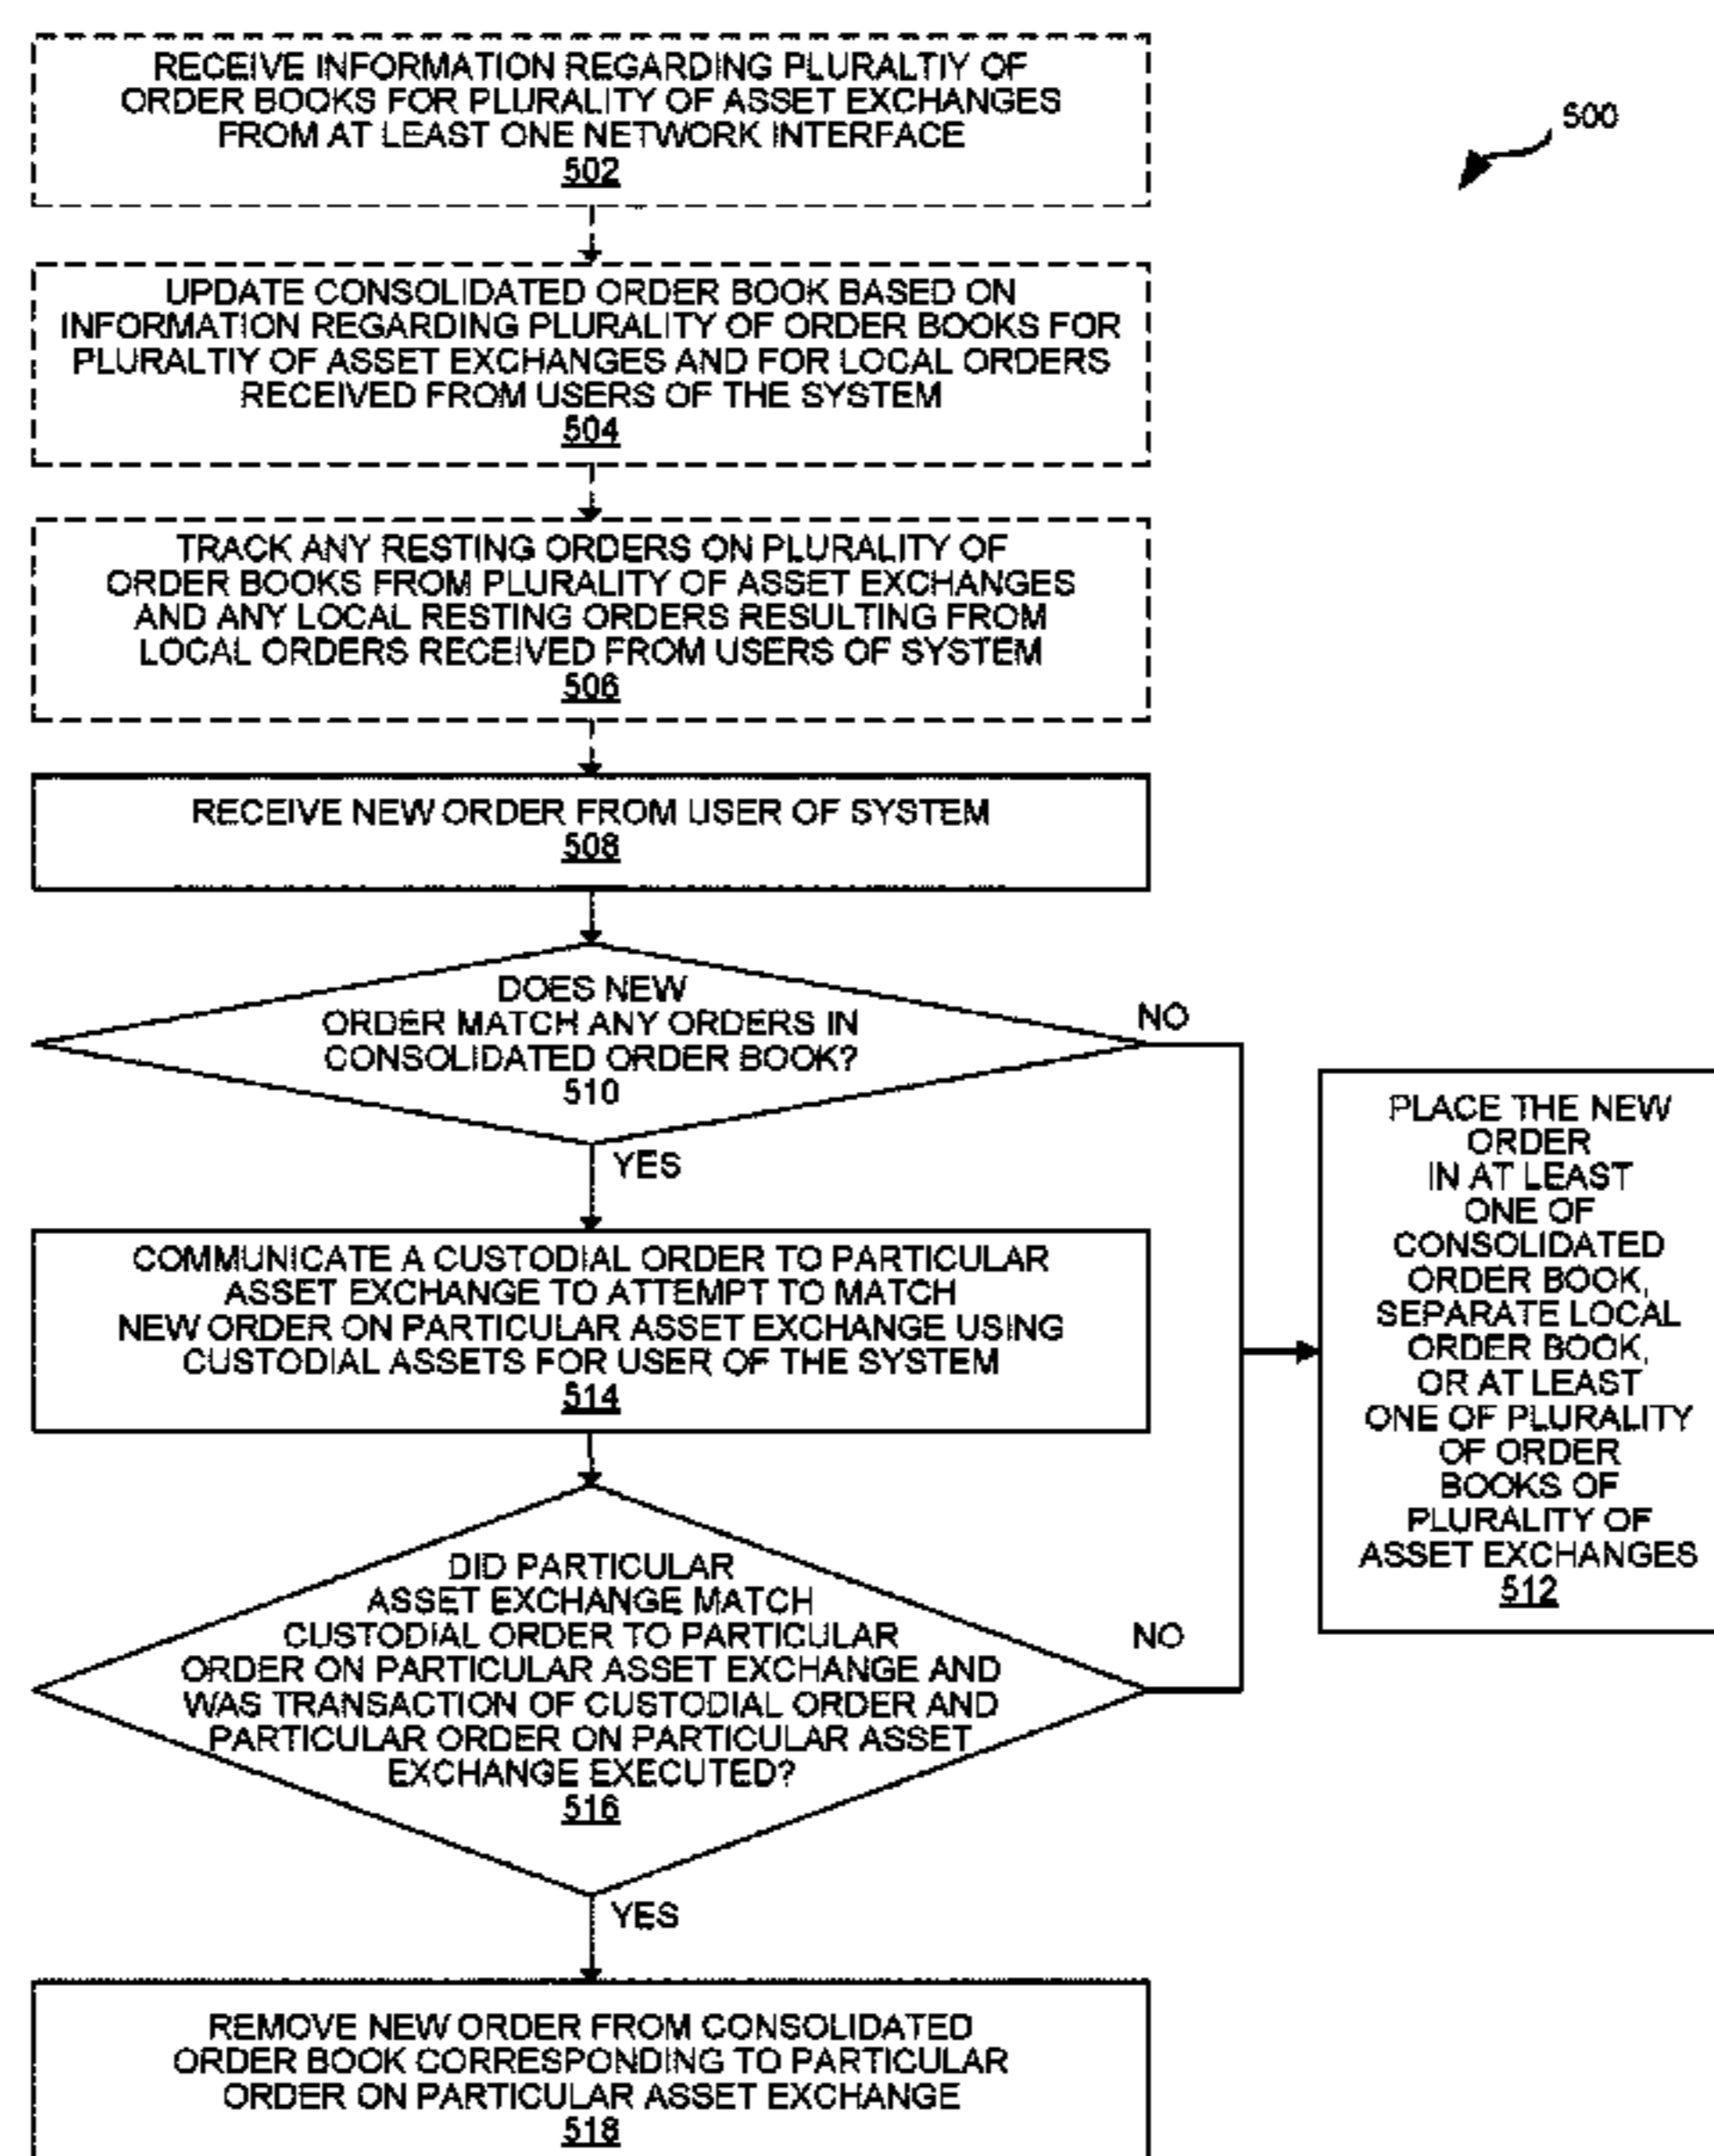 RECEIVE INFORMATION REGARDING PLURALTIY OF
ORDER BOOKS FOR PLURALITY OF ASSET EXCHANGES
FROM AT LEAST ONE NETWORK INTERFACE
502
500
UPDATE CONSOLIDATED ORDER BOOK BASED ON
INFORMATION REGARDING PLURALITY OF ORDER BOOKS FOR
PLURALTIY OF ASSET EXCHANGES AND FOR LOCAL ORDERS
RECEIVED FROM USERS OF THE SYSTEM
504
TRACK ANY RESTING ORDERS ON PLURALITY OF
ORDER BOOKS FROM PLURALITY OF ASSET EXCHANGES
AND ANY LOCAL RESTING ORDERS RESULTING FROM
LOCAL ORDERS RECEIVED FROM USERS OF SYSTEM
506
RECEIVE NEW ORDER FROM USER OF SYSTEM
508
DOES NEW
ORDER MATCH ANY ORDERS IN
CONSOLIDATED ORDER BOOK?
510
NO
YES
PLACE THE NEW
ORDER
IN AT LEAST
ONE OF
CONSOLIDATED
ORDER BOOK,
SEPARATE LOCAL
ORDER BOOK,
OR AT LEAST
ONE OF PLURALITY
OF ORDER
BOOKS OF
PLURALITY OF
ASSET EXCHANGES
512
COMMUNICATE A CUSTODIAL ORDER TO PARTICULAR
ASSET EXCHANGE TO ATTEMPT TO MATCH
NEW ORDER ON PARTICULAR ASSET EXCHANGE USING
CUSTODIAL ASSETS FOR USER OF THE SYSTEM
514
DID PARTICULAR
ASSET EXCHANGE MATCH
CUSTODIAL ORDER TO PARTICULAR
ORDER ON PARTICULAR ASSET EXCHANGE AND
WAS TRANSACTION OF CUSTODIAL ORDER AND
PARTICULAR ORDER ON PARTICULAR ASSET
EXCHANGE EXECUTED?
516
NO
YES
REMOVE NEW ORDER FROM CONSOLIDATED
ORDER BOOK CORRESPONDING TO PARTICULAR
ORDER ON PARTICULAR ASSET EXCHANGE
518